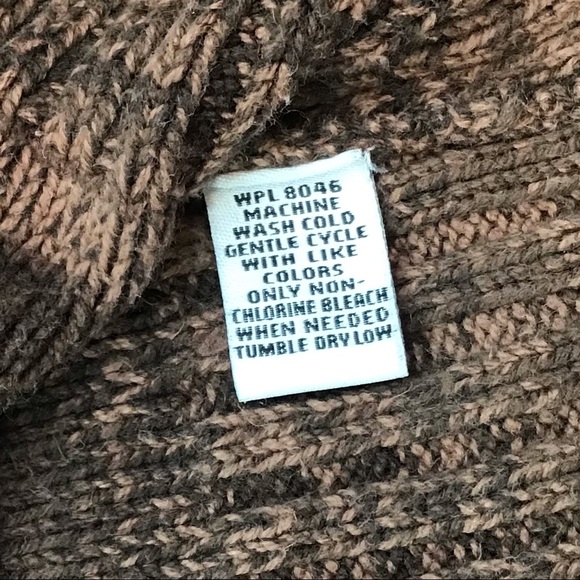 WPL 8046
MACHINE
WASH COLD
GENTLE CYCLE
WITH LIKE
COLORS
ONLY NON-
CHLORINE BLEACH
WHEN NEEDED
TUMBLE DRY LOW